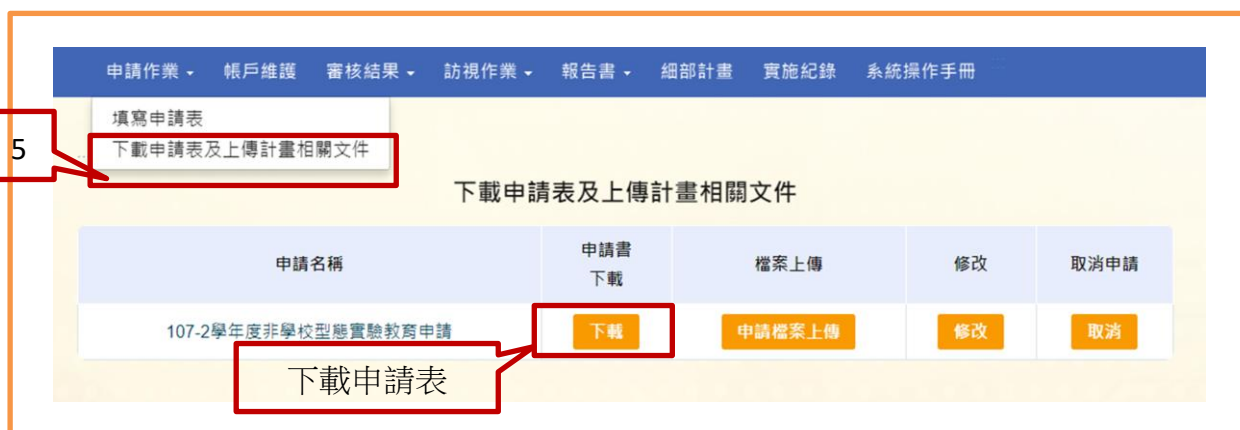 申請作業 帳戶維護 審核結果 訪視作業 報告書 細部計畫 實施紀錄 系統操作手冊
填寫申請表
5
下載申請表及上傳計畫相關文件
下載申請表及上傳計畫相關文件
申請名稱 申請書下載 檔案上傳 修改 取消申請
107-2學年度非學校型態實驗教育申請 下載 申請檔案上傳 修改 取消
下載申請表